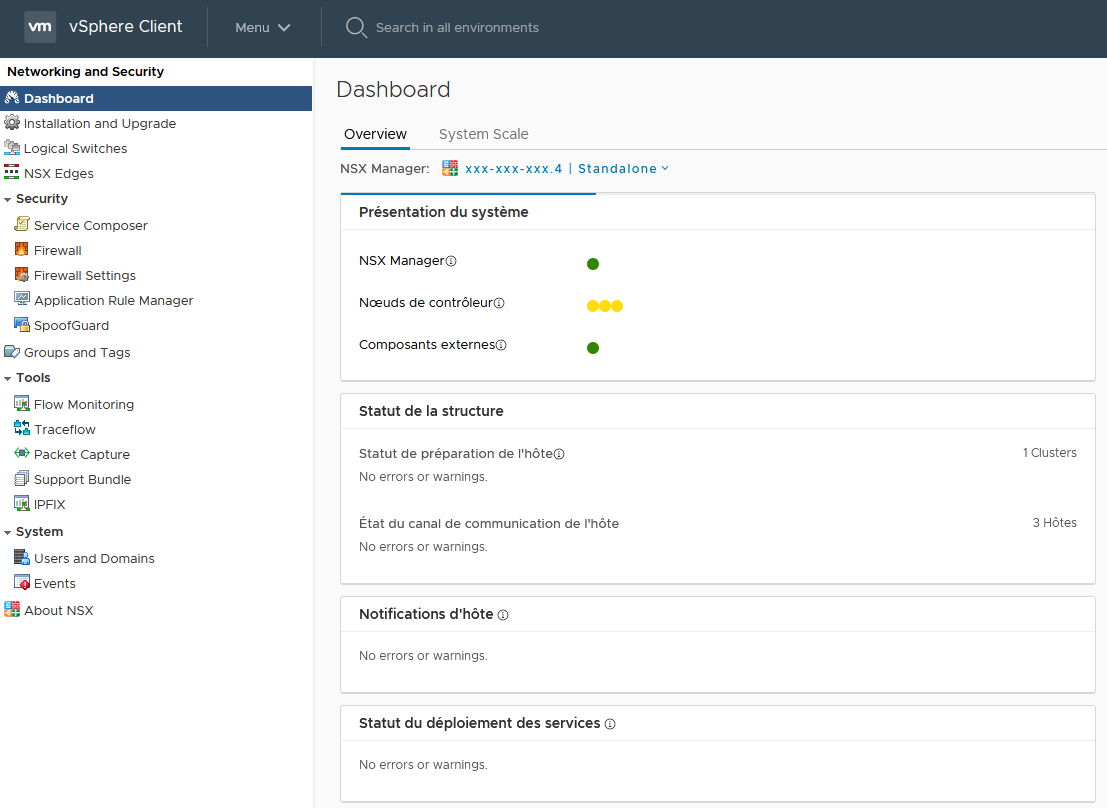 vm vSphere Client Menu Search in all environments
Networking and Security
Dashboard
Installation and Upgrade
Logical Switches
NSX Edges
Security
Service Composer
Firewall
Firewall Settings
Application Rule Manager
SpoofGuard
Groups and Tags
Tools
Flow Monitoring
Traceflow
Packet Capture
Support Bundle
IPFIX
System
Users and Domains
Events
About NSX
Dashboard
Overview System Scale
NSX Manager: xxx-xxx-xxx.4 | Standalone
Présentation du système
NSX Manager
Nœuds de contrôleur
Composants externes
Statut de la structure
Statut de préparation de l'hôte 1 Clusters
No errors or warnings.
État du canal de communication de l'hôte 3 Hôtes
No errors or warnings.
Notifications d'hôte
No errors or warnings.
Statut du déploiement des services
No errors or warnings.